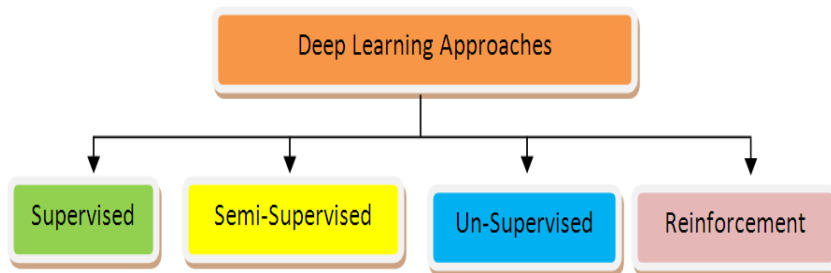 Deep Learning Approaches
Supervised
Semi-Supervised
Un-Supervised
Reinforcement